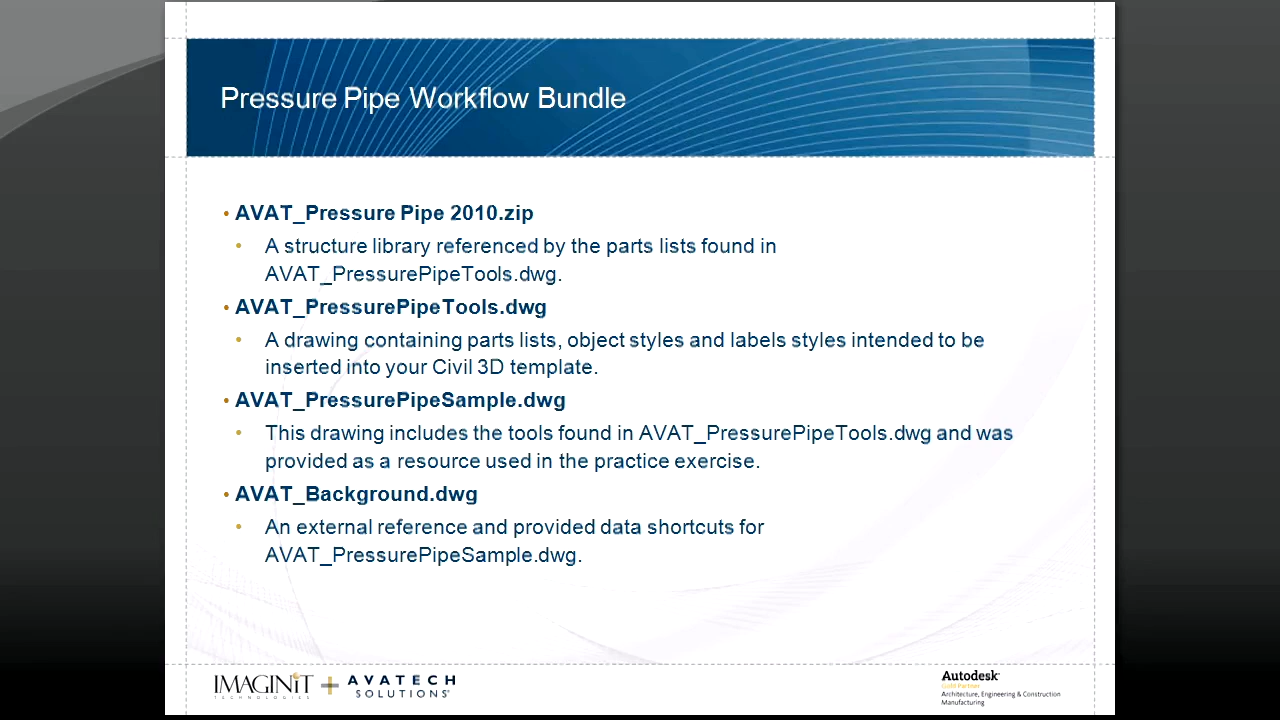 Pressure Pipe Workflow Bundle
• AVAT_Pressure Pipe 2010.zip
• A structure library referenced by the parts lists found in
AVAT_PressurePipeTools.dwg.
• AVAT_PressurePipeTools.dwg
• A drawing containing parts lists, object styles and labels styles intended to be
inserted into your Civil 3D template.
• AVAT_PressurePipeSample.dwg
• This drawing includes the tools found in AVAT_PressurePipeTools.dwg and was
provided as a resource used in the practice exercise.
• AVAT_Background.dwg
• An external reference and provided data shortcuts for
AVAT_PressurePipeSample.dwg.
IMAGINiT + AVATECH
TECHNOLOGIES SOLUTIONS
Autodesk
Gold Partner
Architecture, Engineering & Construction
Manufacturing